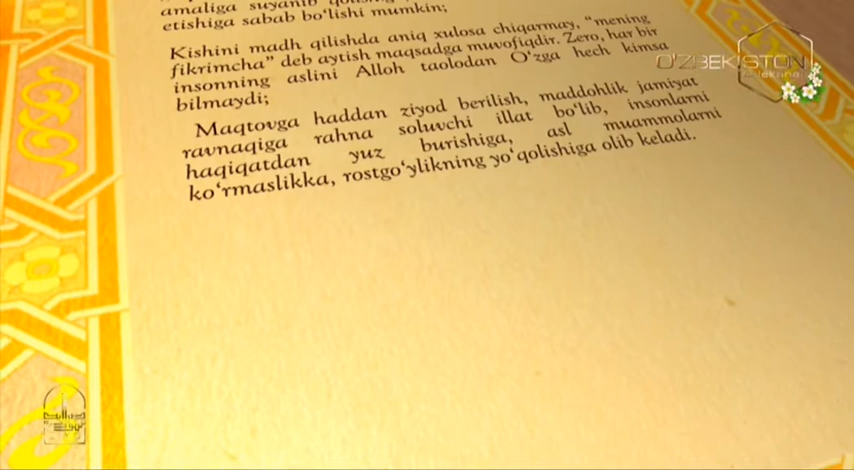 amaliga suyanib
etishiga sabab bo‘lishi mumkin;
Kishini madh qilishda aniq xulosa chiqarmay, “mening
fikrimcha” deb aytish maqsadga muvofiqdir. Zero, har bir
insonning aslini Alloh taolodan O‘zga hech kimsa
bilmaydi;
Maqtovga haddan ziyod berilish, maddohlik jamiyat
ravnaqiga rahna soluvchi illat bo‘lib, insonlarni
haqiqatdan yuz burishiga, asl muammolarni
ko‘rmaslikka, rostgo‘ylikning yo‘qolishiga olib keladi.
O'ZBEKISTON